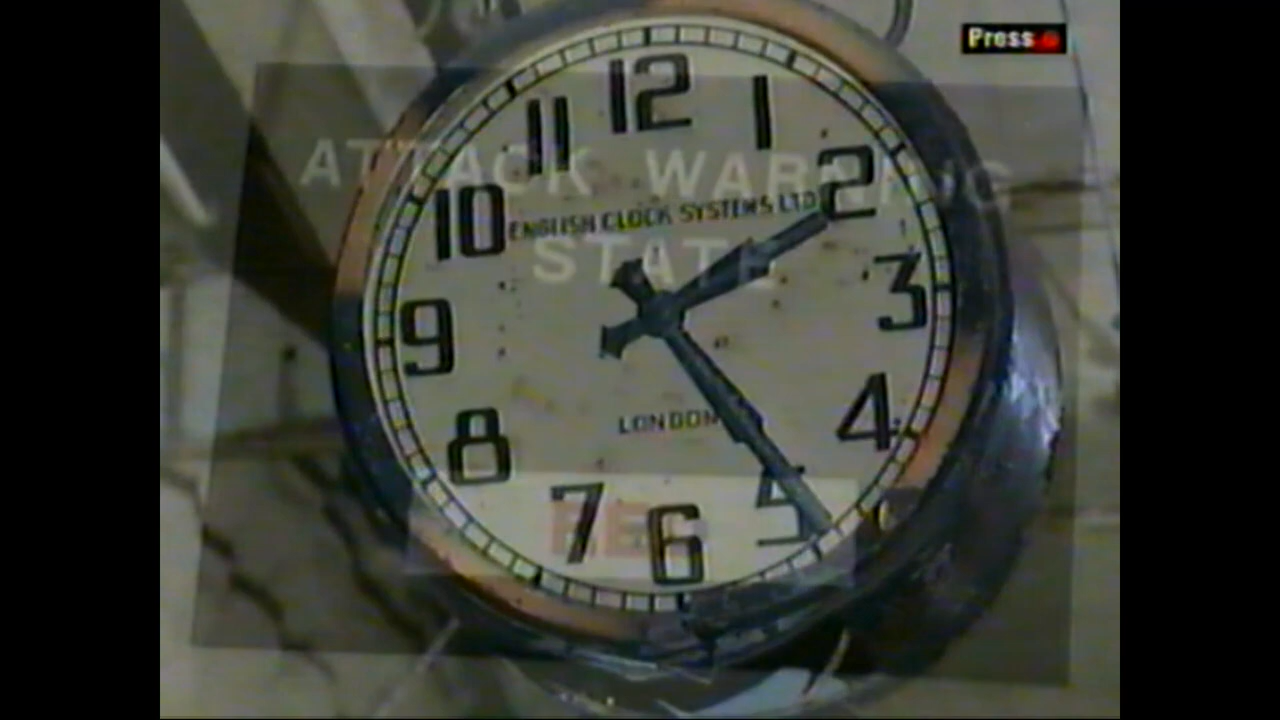 Press
12
11 1
ATTACK WARNING
10 2
ENGLISH CLOCK SYSTEMS LTD
STATE
9 3
8 4
LONDON
7 5
6